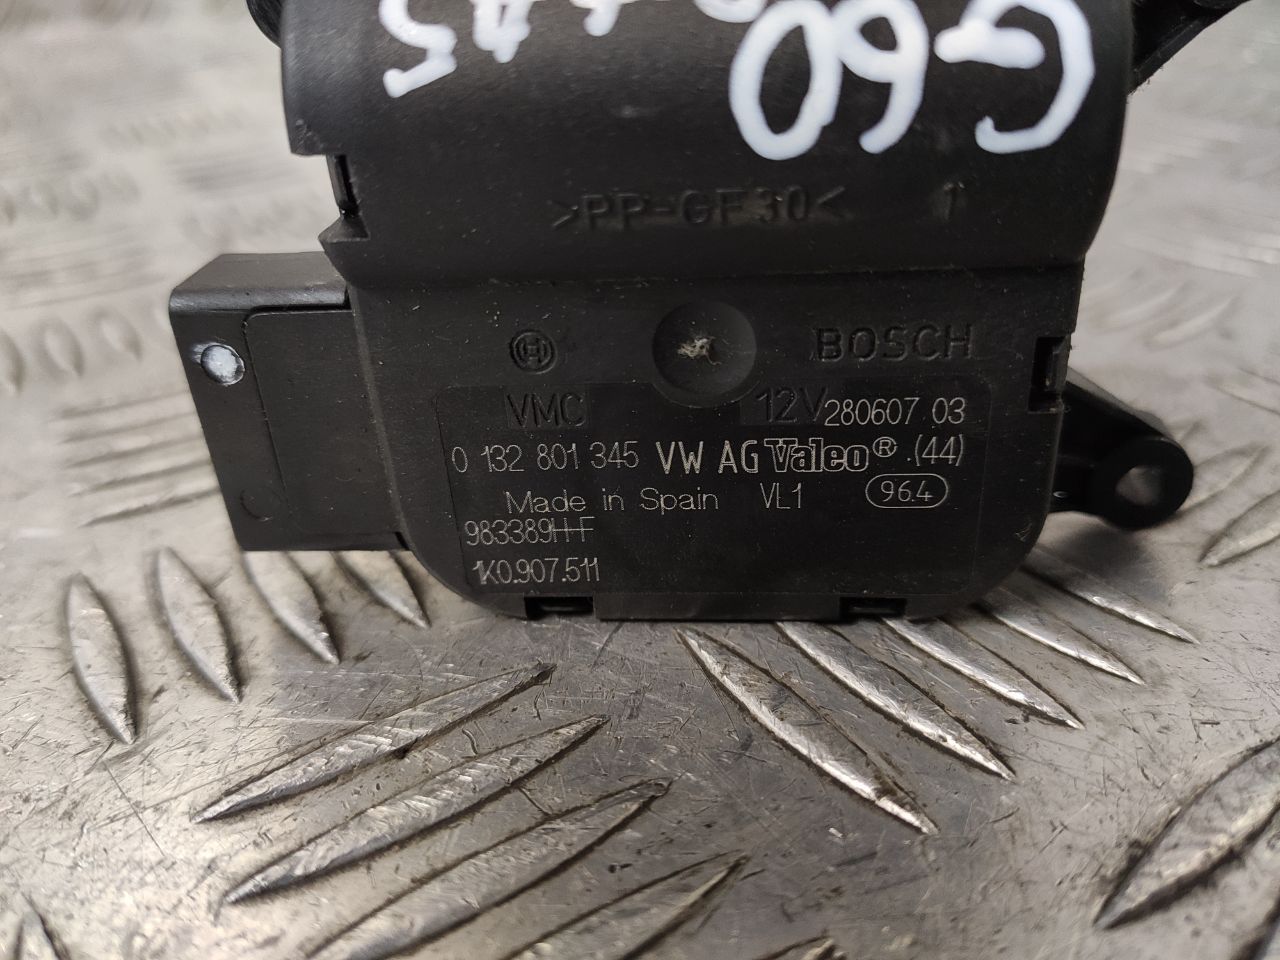 G60
>PP-GF30< 1
BOSCH
VMC 12V 280607 03
0 132 801 345 VW AG Valeo® .(44)
Made in Spain VL1 96.4
983389H-F
1K0.907.511